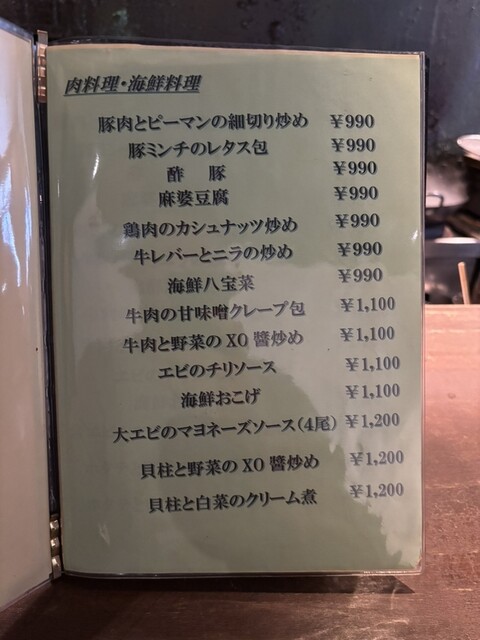 肉料理・海鮮料理
豚肉とピーマンの細切り炒め ￥990
豚ミンチのレタス包 ￥990
酢 豚 ￥990
麻婆豆腐 ￥990
鶏肉のカシュナッツ炒め ￥990
牛レバーとニラの炒め ￥990
海鮮八宝菜 ￥990
牛肉の甘味噌クレープ包 ￥1,100
牛肉と野菜のXO醬炒め ￥1,100
エビのチリソース ￥1,100
海鮮おこげ ￥1,100
大エビのマヨネーズソース(4尾) ￥1,200
貝柱と野菜のXO醬炒め ￥1,200
貝柱と白菜のクリーム煮 ￥1,200